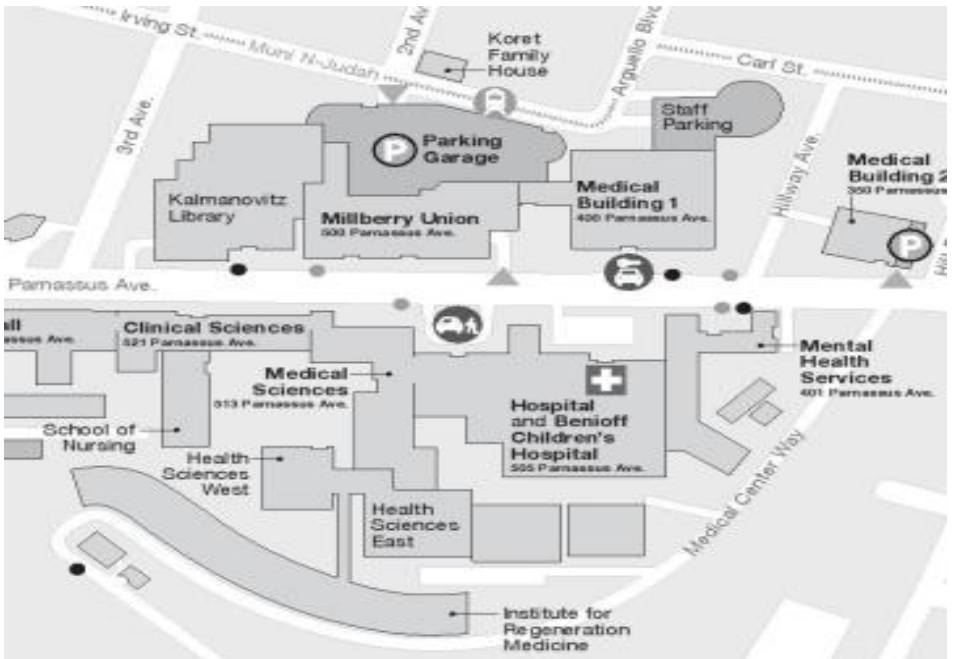 Irving St.
Muni N-Judah
2nd Av
Koret
Family
House
Arguello Blvd
Carl St.
3rd Ave.
Staff
Parking
P
Parking
Garage
Hillway Ave.
Medical
Building 2
350 Parnassus
P
Kalmanovitz
Library
Millberry Union
500 Parnassus Ave.
Medical
Building 1
400 Parnassus Ave.
Parnassus Ave.
all
assus Ave.
Clinical Sciences
521 Parnassus Ave.
Medical
Sciences
513 Parnassus Ave.
Mental
Health
Services
401 Parnassus Ave.
Hospital
and Benioff
Children's
Hospital
505 Parnassus Ave.
School of
Nursing
Health
Sciences
West
Health
Sciences
East
Medical Center Way
Institute for
Regeneration
Medicine